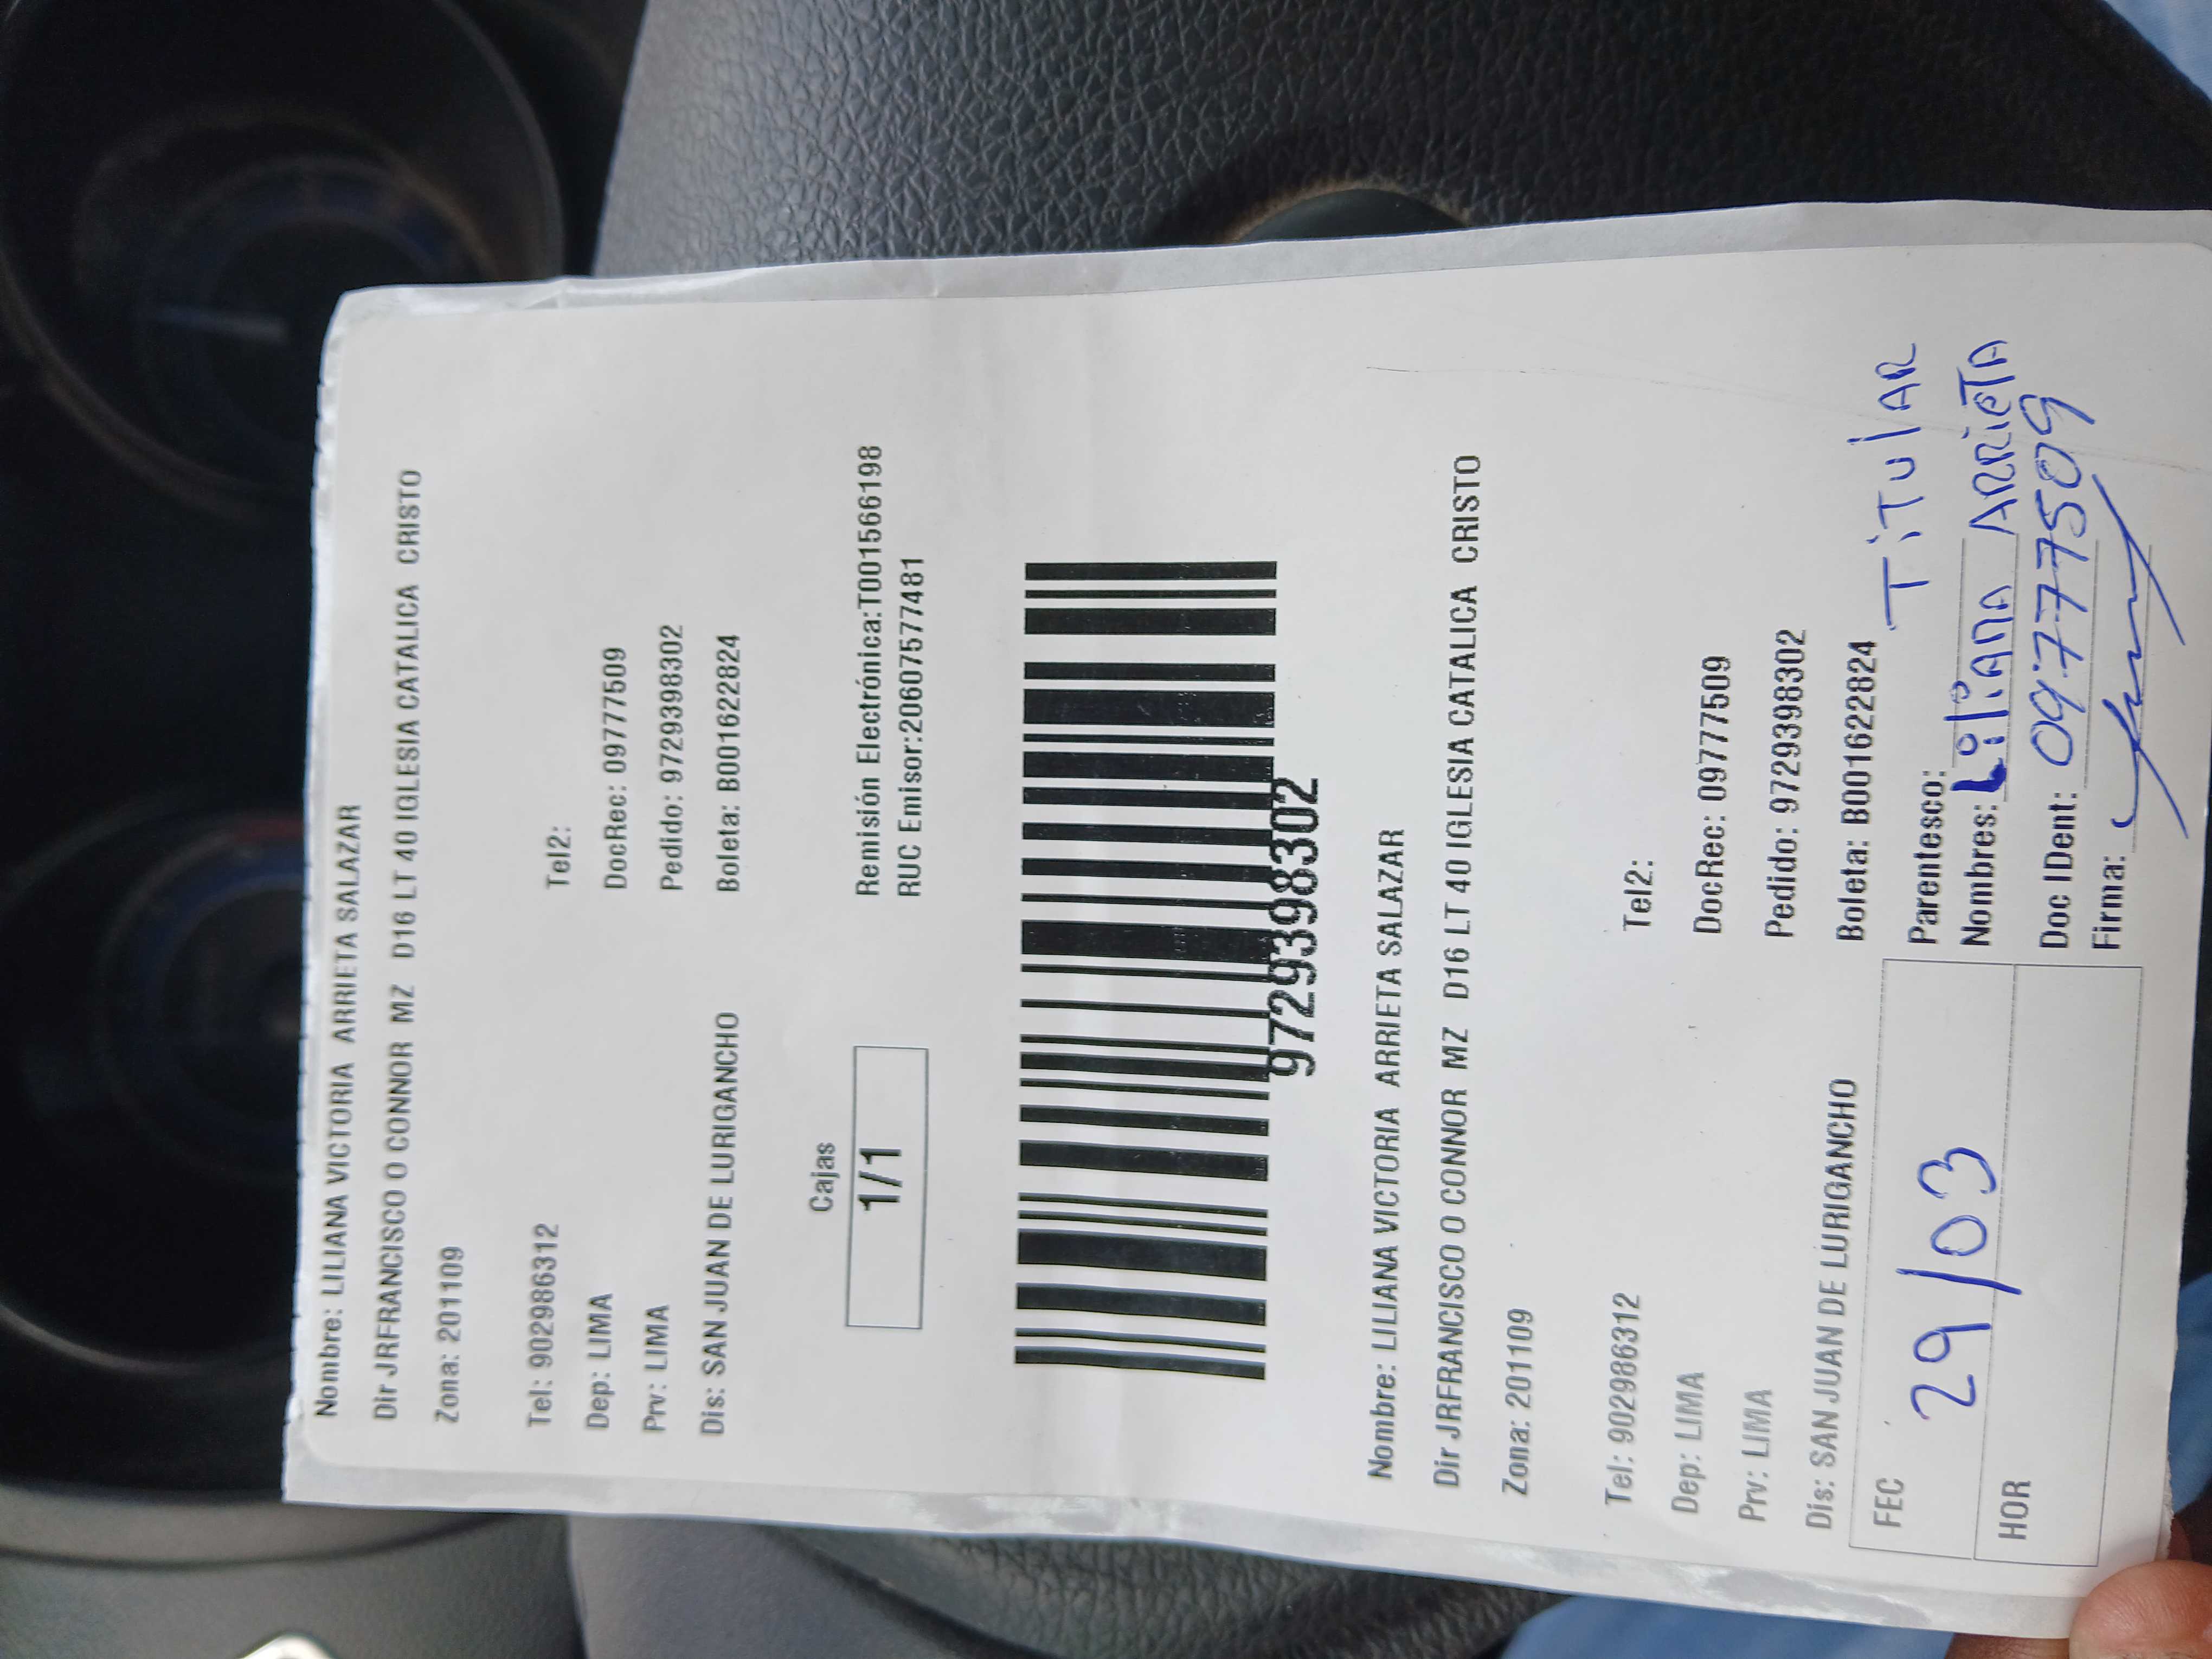 Nombre: LILIANA VICTORIA ARRIETA SALAZAR
Dir JRFRANCISCO O CONNOR MZ D16 LT 40 IGLESIA CATALICA CRISTO
Zona: 201109
Tel: 902986312 Tel2:
Dep: LIMA DocRec: 09777509
Prv: LIMA Pedido: 9729398302
Dis: SAN JUAN DE LURIGANCHO Boleta: B001622824
Cajas
1/1
Remisión Electrónica:T001566198
RUC Emisor:20607577481
9729398302
Nombre: LILIANA VICTORIA ARRIETA SALAZAR
Dir JRFRANCISCO O CONNOR MZ D16 LT 40 IGLESIA CATALICA CRISTO
Zona: 201109
Tel: 902986312 Tel2:
Dep: LIMA DocRec: 09777509
Prv: LIMA Pedido: 9729398302
Dis: SAN JUAN DE LURIGANCHO Boleta: B001622824
FEC 29/03
HOR
Parentesco: TiTulAR
Nombres: LiliAnA ARRieTA
Doc IDent: 09777509
Firma: